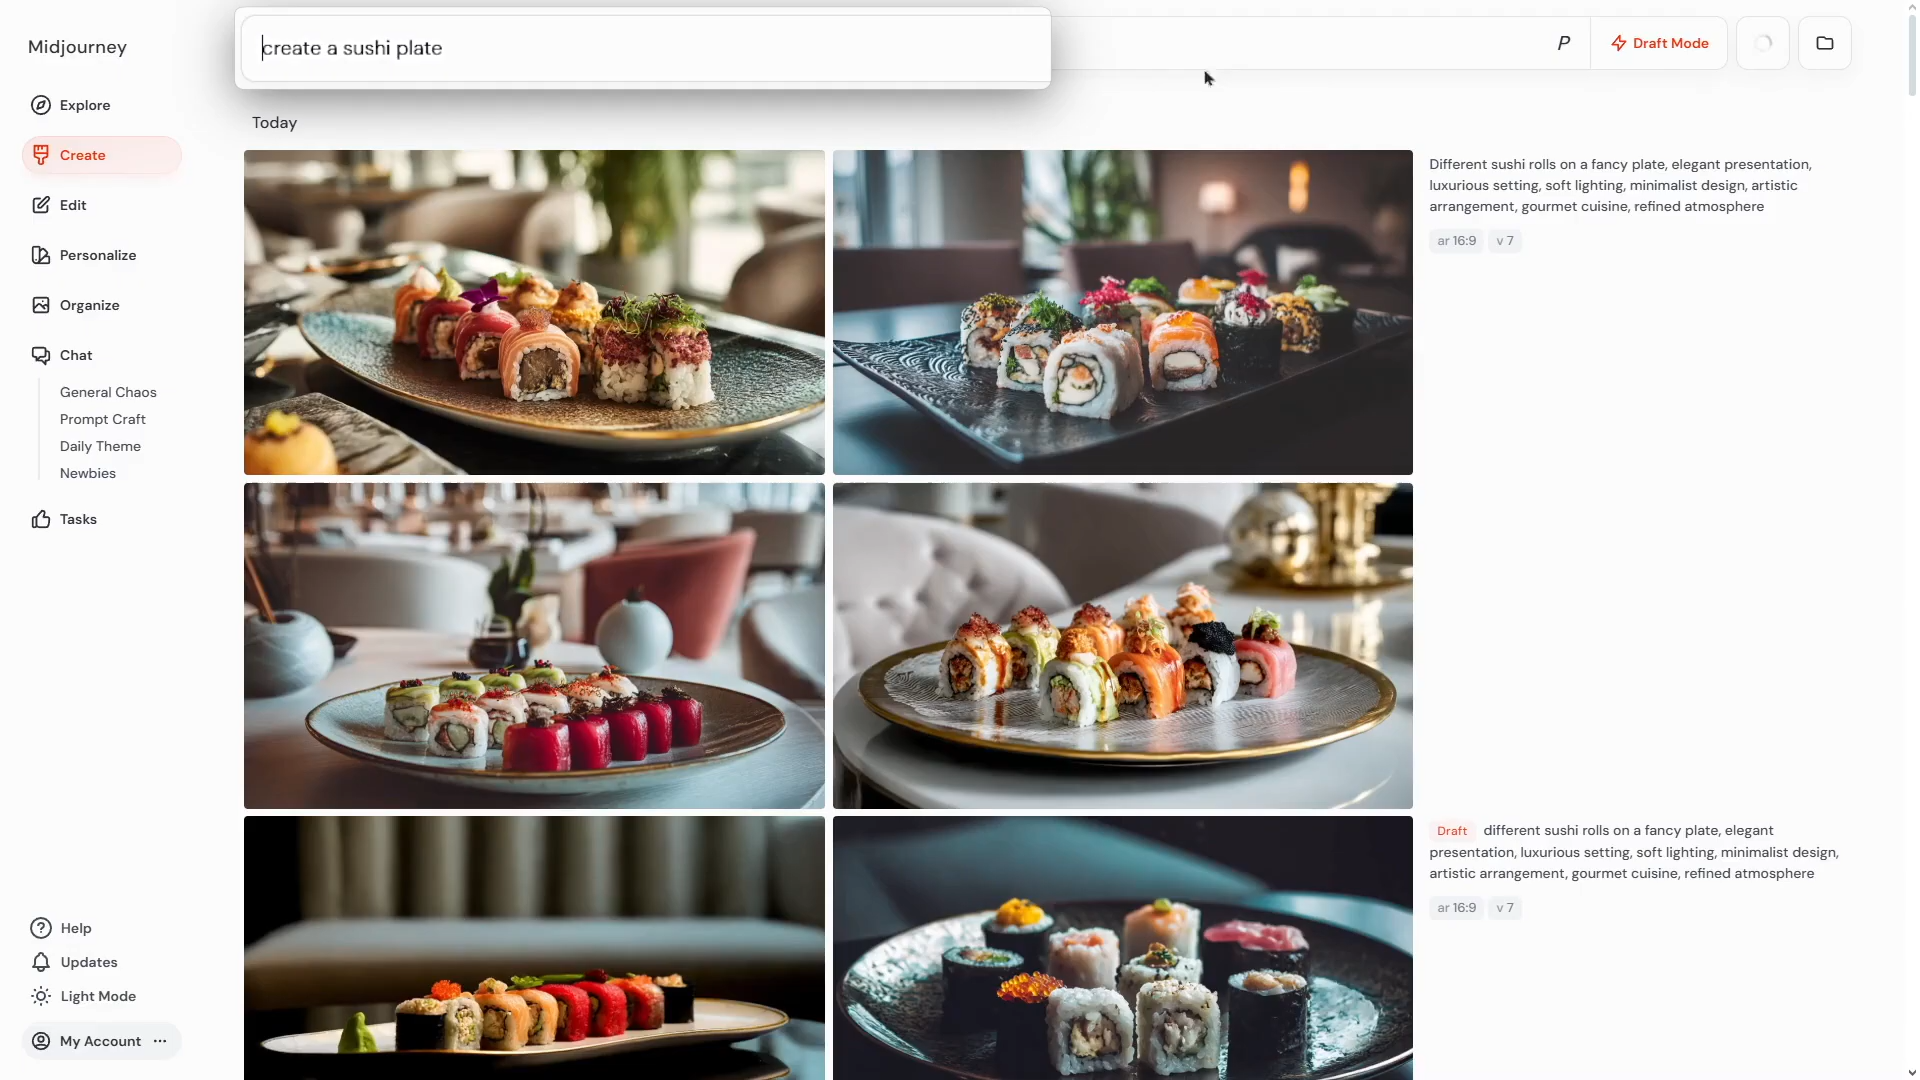 Midjourney
create a sushi plate
P
Draft Mode
Explore
Create
Edit
Personalize
Organize
Chat
General Chaos
Prompt Craft
Daily Theme
Newbies
Tasks
Help
Updates
Light Mode
My Account
Today
Different sushi rolls on a fancy plate, elegant presentation,
luxurious setting, soft lighting, minimalist design, artistic
arrangement, gourmet cuisine, refined atmosphere
ar 16:9 v 7
Draft different sushi rolls on a fancy plate, elegant
presentation, luxurious setting, soft lighting, minimalist design,
artistic arrangement, gourmet cuisine, refined atmosphere
ar 16:9 v 7